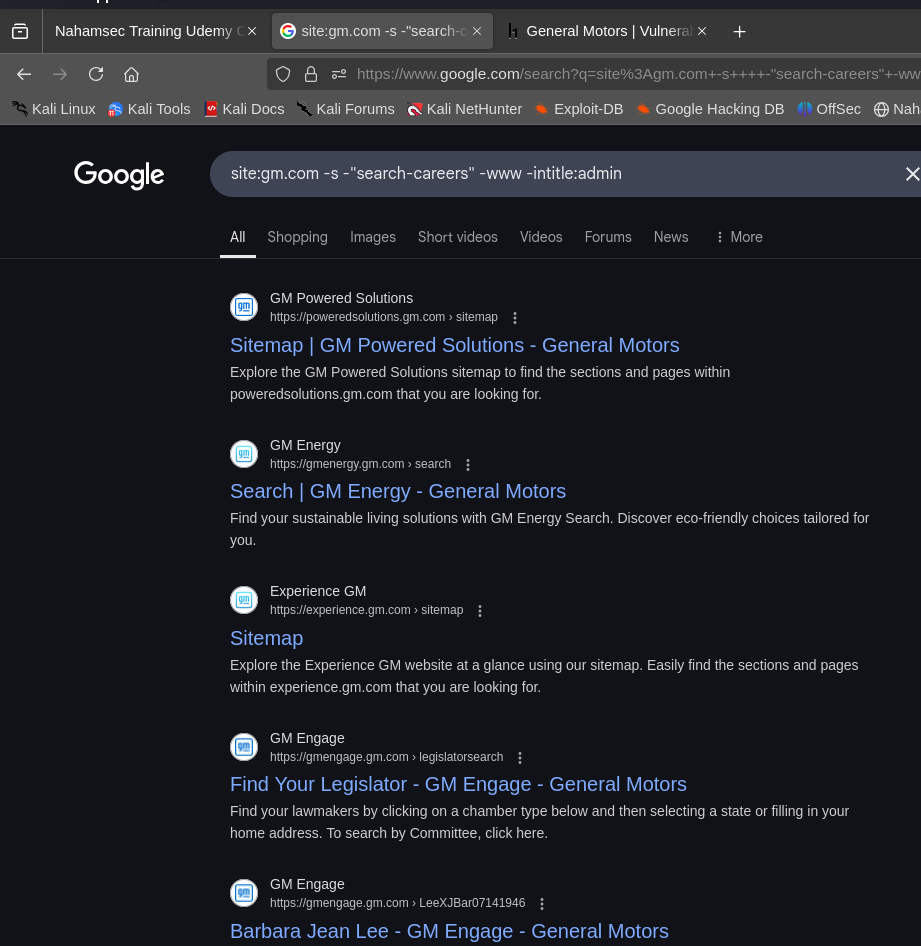 Nahamsec Training Udemy C
site:gm.com -s -"search-c
General Motors | Vulneral
https://www.google.com/search?q=site%3Agm.com+-s++++-"search-careers"+-ww
Kali Linux Kali Tools Kali Docs Kali Forums Kali NetHunter Exploit-DB Google Hacking DB OffSec Nah
Google
site:gm.com -s -"search-careers" -www -intitle:admin
All Shopping Images Short videos Videos Forums News More
GM Powered Solutions
https://poweredsolutions.gm.com › sitemap
Sitemap | GM Powered Solutions - General Motors
Explore the GM Powered Solutions sitemap to find the sections and pages within
poweredsolutions.gm.com that you are looking for.
GM Energy
https://gmenergy.gm.com › search
Search | GM Energy - General Motors
Find your sustainable living solutions with GM Energy Search. Discover eco-friendly choices tailored for
you.
Experience GM
https://experience.gm.com › sitemap
Sitemap
Explore the Experience GM website at a glance using our sitemap. Easily find the sections and pages
within experience.gm.com that you are looking for.
GM Engage
https://gmengage.gm.com › legislatorsearch
Find Your Legislator - GM Engage - General Motors
Find your lawmakers by clicking on a chamber type below and then selecting a state or filling in your
home address. To search by Committee, click here.
GM Engage
https://gmengage.gm.com › LeeXJBar07141946
Barbara Jean Lee - GM Engage - General Motors